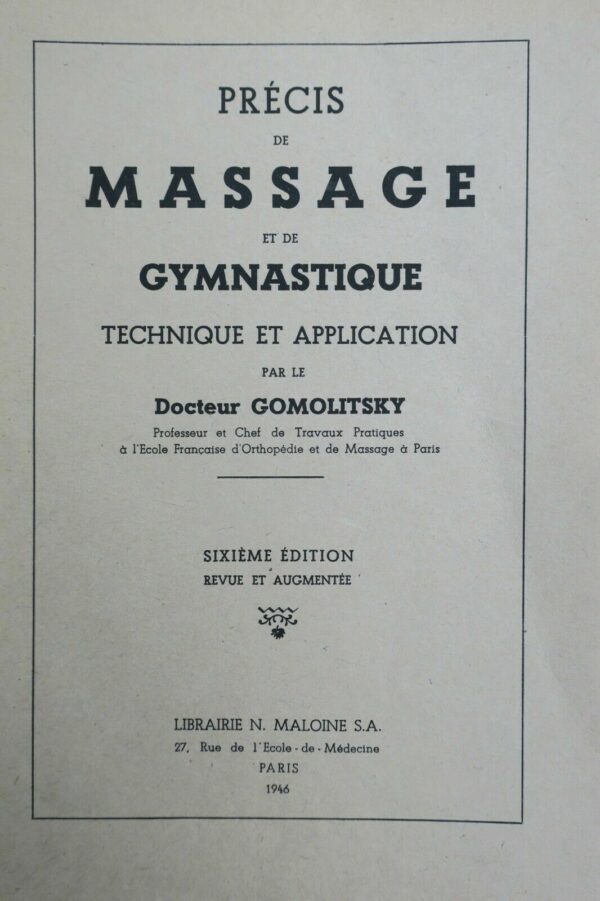 PRÉCIS
DE
MASSAGE
ET DE
GYMNASTIQUE
TECHNIQUE ET APPLICATION
PAR LE
Docteur GOMOLITSKY
Professeur et Chef de Travaux Pratiques
à l'Ecole Française d'Orthopédie et de Massage à Paris
SIXIÈME ÉDITION
REVUE ET AUGMENTÉE
LIBRAIRIE N. MALOINE S.A.
27, Rue de l'Ecole-de-Médecine
PARIS
1946